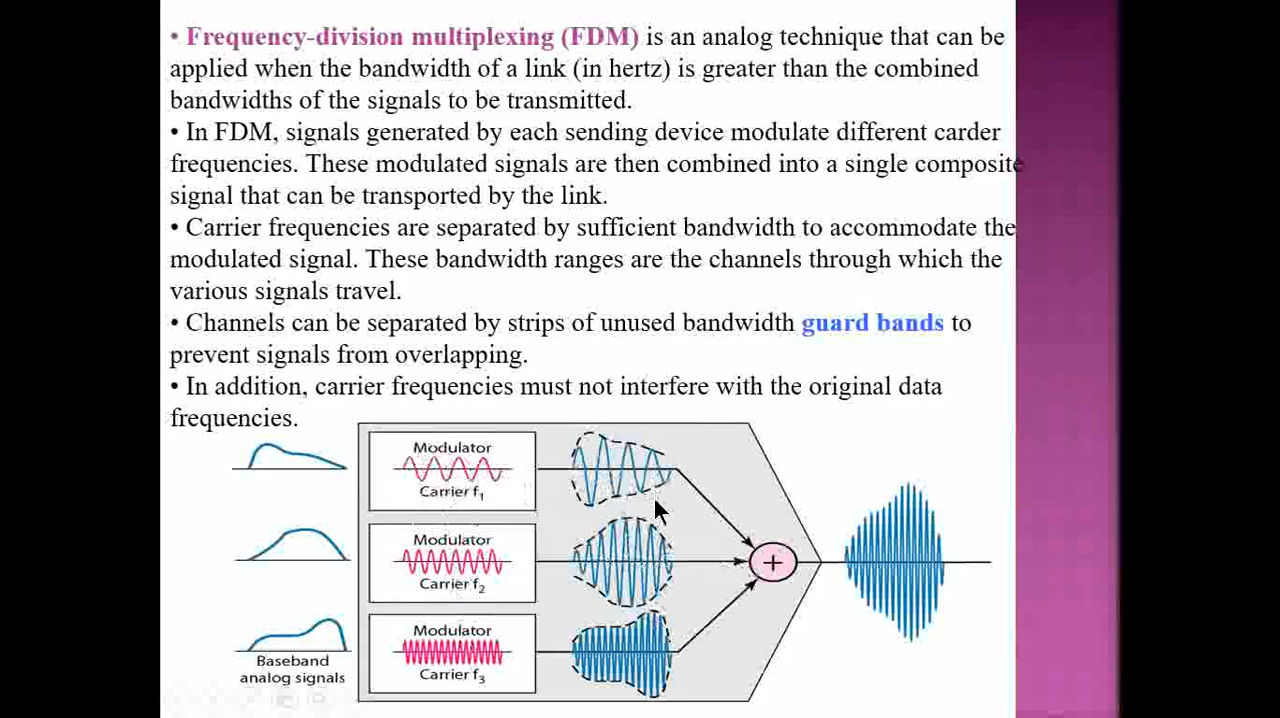 • Frequency-division multiplexing (FDM) is an analog technique that can be
applied when the bandwidth of a link (in hertz) is greater than the combined
bandwidths of the signals to be transmitted.
• In FDM, signals generated by each sending device modulate different carder
frequencies. These modulated signals are then combined into a single composite
signal that can be transported by the link.
• Carrier frequencies are separated by sufficient bandwidth to accommodate the
modulated signal. These bandwidth ranges are the channels through which the
various signals travel.
• Channels can be separated by strips of unused bandwidth guard bands to
prevent signals from overlapping.
• In addition, carrier frequencies must not interfere with the original data
frequencies.
Modulator
Carrier f₁
Modulator
Carrier f₂
Modulator
Carrier f₃
Baseband
analog signals
+